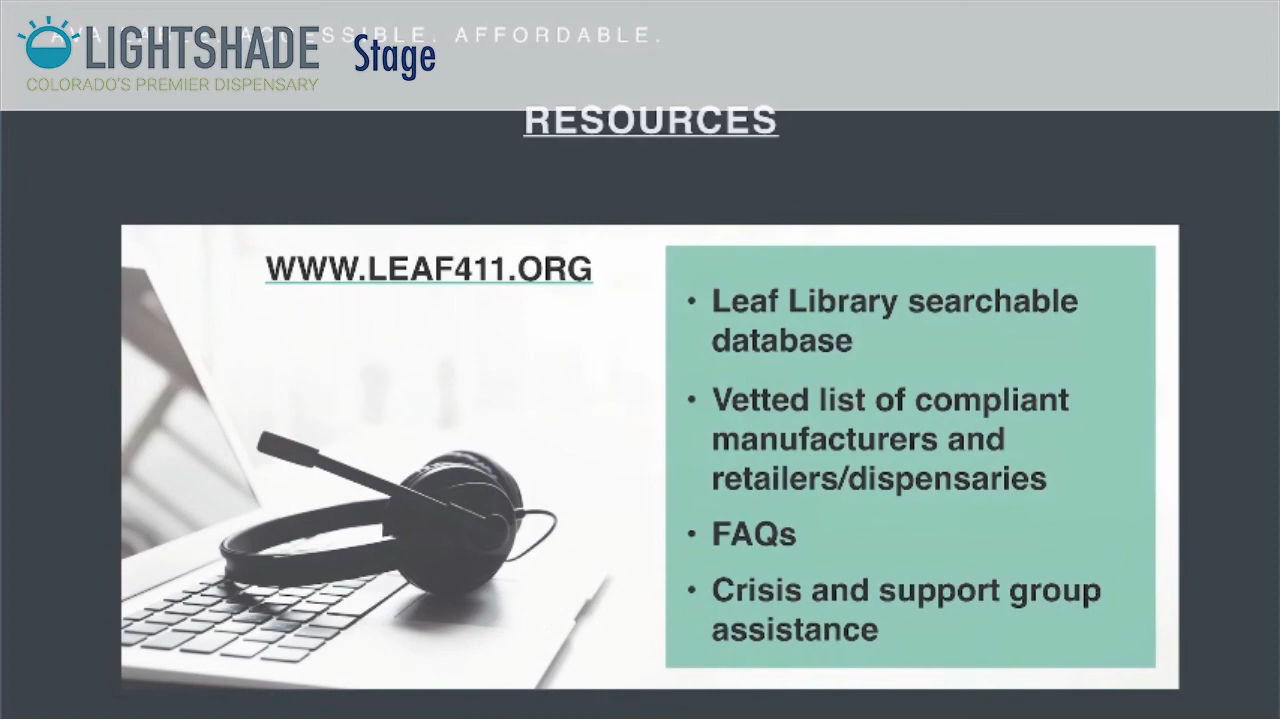 LIGHTSHADE
COLORADO'S PREMIER DISPENSARY
Stage
AFFORDABLE.
RESOURCES
WWW.LEAF411.ORG
• Leaf Library searchable
database
• Vetted list of compliant
manufacturers and
retailers/dispensaries
• FAQs
• Crisis and support group
assistance